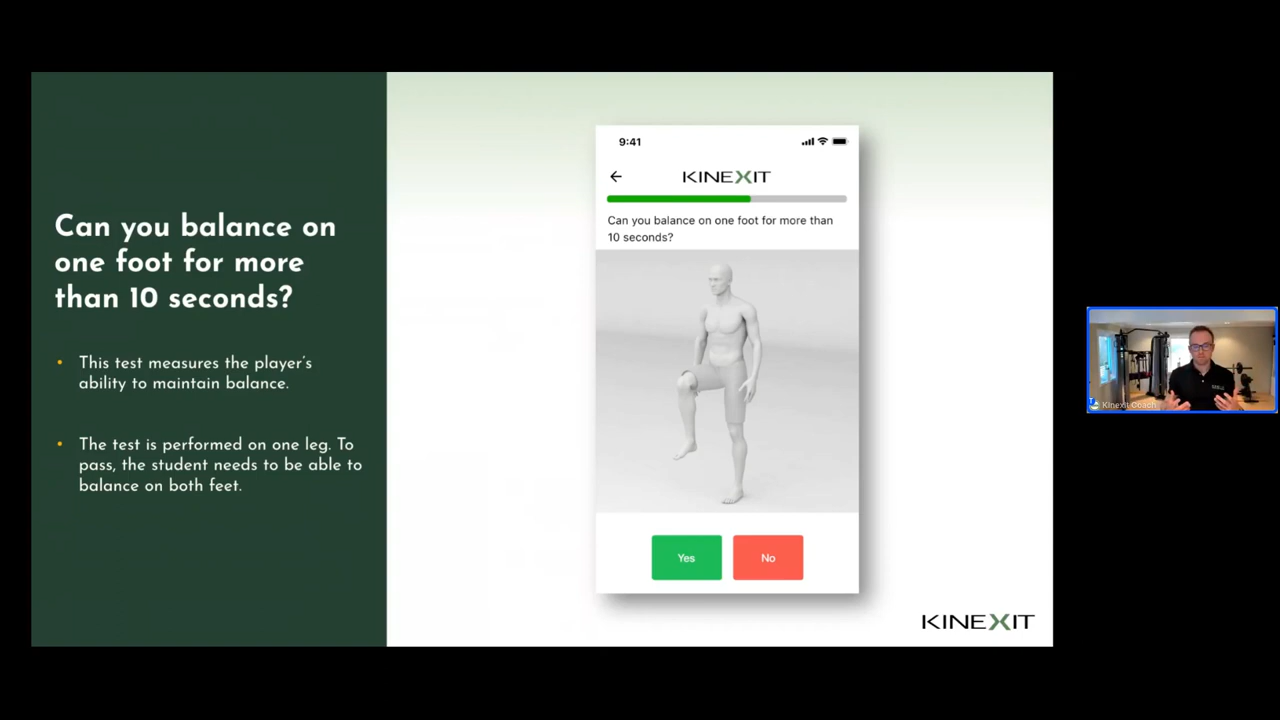 Can you balance on
one foot for more
than 10 seconds?
• This test measures the player's
ability to maintain balance.
• The test is performed on one leg. To
pass, the student needs to be able to
balance on both feet.
9:41
KINEXIT
Can you balance on one foot for more than
10 seconds?
Yes
No
KINEXIT
Kinexit Coach